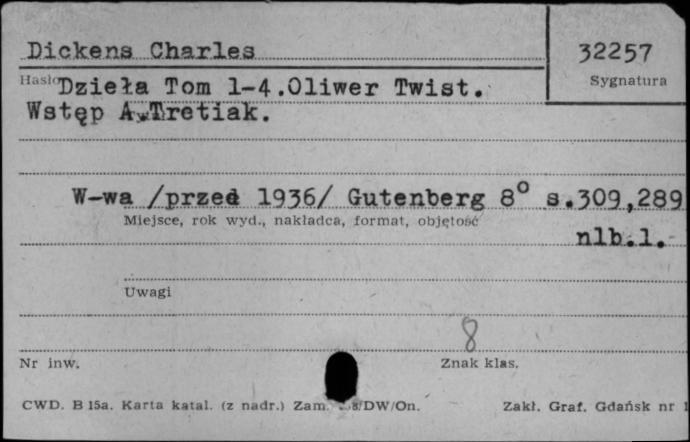 Dickens Charles
32257
Hasło Dzieła Tom 1-4.Oliwer Twist.
Sygnatura
Wstęp A.Tretiak.
W-wa /przed 1936/ Gutenberg 8° s.309,289
Miejsce, rok wyd., nakładca, format, objętość
nlb.1.
Uwagi
8
Nr inw.
Znak klas.
CWD. B 15a. Karta katal. (z nadr.) Zam. /DW/On.
Zakł. Graf. Gdańsk nr 1